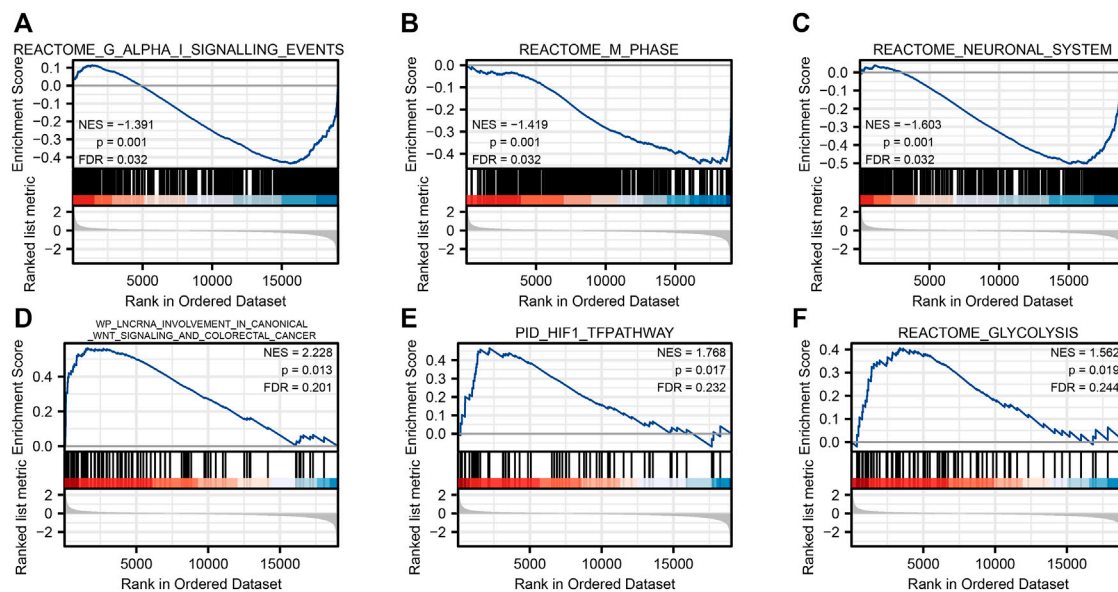 A
REACTOME_G_ALPHA_I_SIGNALLING_EVENTS
Enrichment Score
0.1
0.0
−0.1
−0.2
−0.3
−0.4
NES = −1.391
p = 0.001
FDR = 0.032
Ranked list metric
2
0
−2
5000 10000 15000
Rank in Ordered Dataset
B
REACTOME_M_PHASE
Enrichment Score
0.0
−0.1
−0.2
−0.3
−0.4
NES = −1.419
p = 0.001
FDR = 0.032
Ranked list metric
2
0
−2
5000 10000 15000
Rank in Ordered Dataset
C
REACTOME_NEURONAL_SYSTEM
Enrichment Score
0.0
−0.1
−0.2
−0.3
−0.4
−0.5
NES = −1.603
p = 0.001
FDR = 0.032
Ranked list metric
2
0
−2
5000 10000 15000
Rank in Ordered Dataset
D
WP_LNCRNA_INVOLVEMENT_IN_CANONICAL
_WNT_SIGNALING_AND_COLORECTAL_CANCER
Enrichment Score
0.4
0.2
0.0
NES = 2.228
p = 0.013
FDR = 0.201
Ranked list metric
2
0
−2
5000 10000 15000
Rank in Ordered Dataset
E
PID_HIF1_TFPATHWAY
Enrichment Score
0.4
0.3
0.2
0.1
0.0
NES = 1.768
p = 0.017
FDR = 0.232
Ranked list metric
2
0
−2
5000 10000 15000
Rank in Ordered Dataset
F
REACTOME_GLYCOLYSIS
Enrichment Score
0.4
0.3
0.2
0.1
0.0
NES = 1.562
p = 0.019
FDR = 0.244
Ranked list metric
2
0
−2
5000 10000 15000
Rank in Ordered Dataset